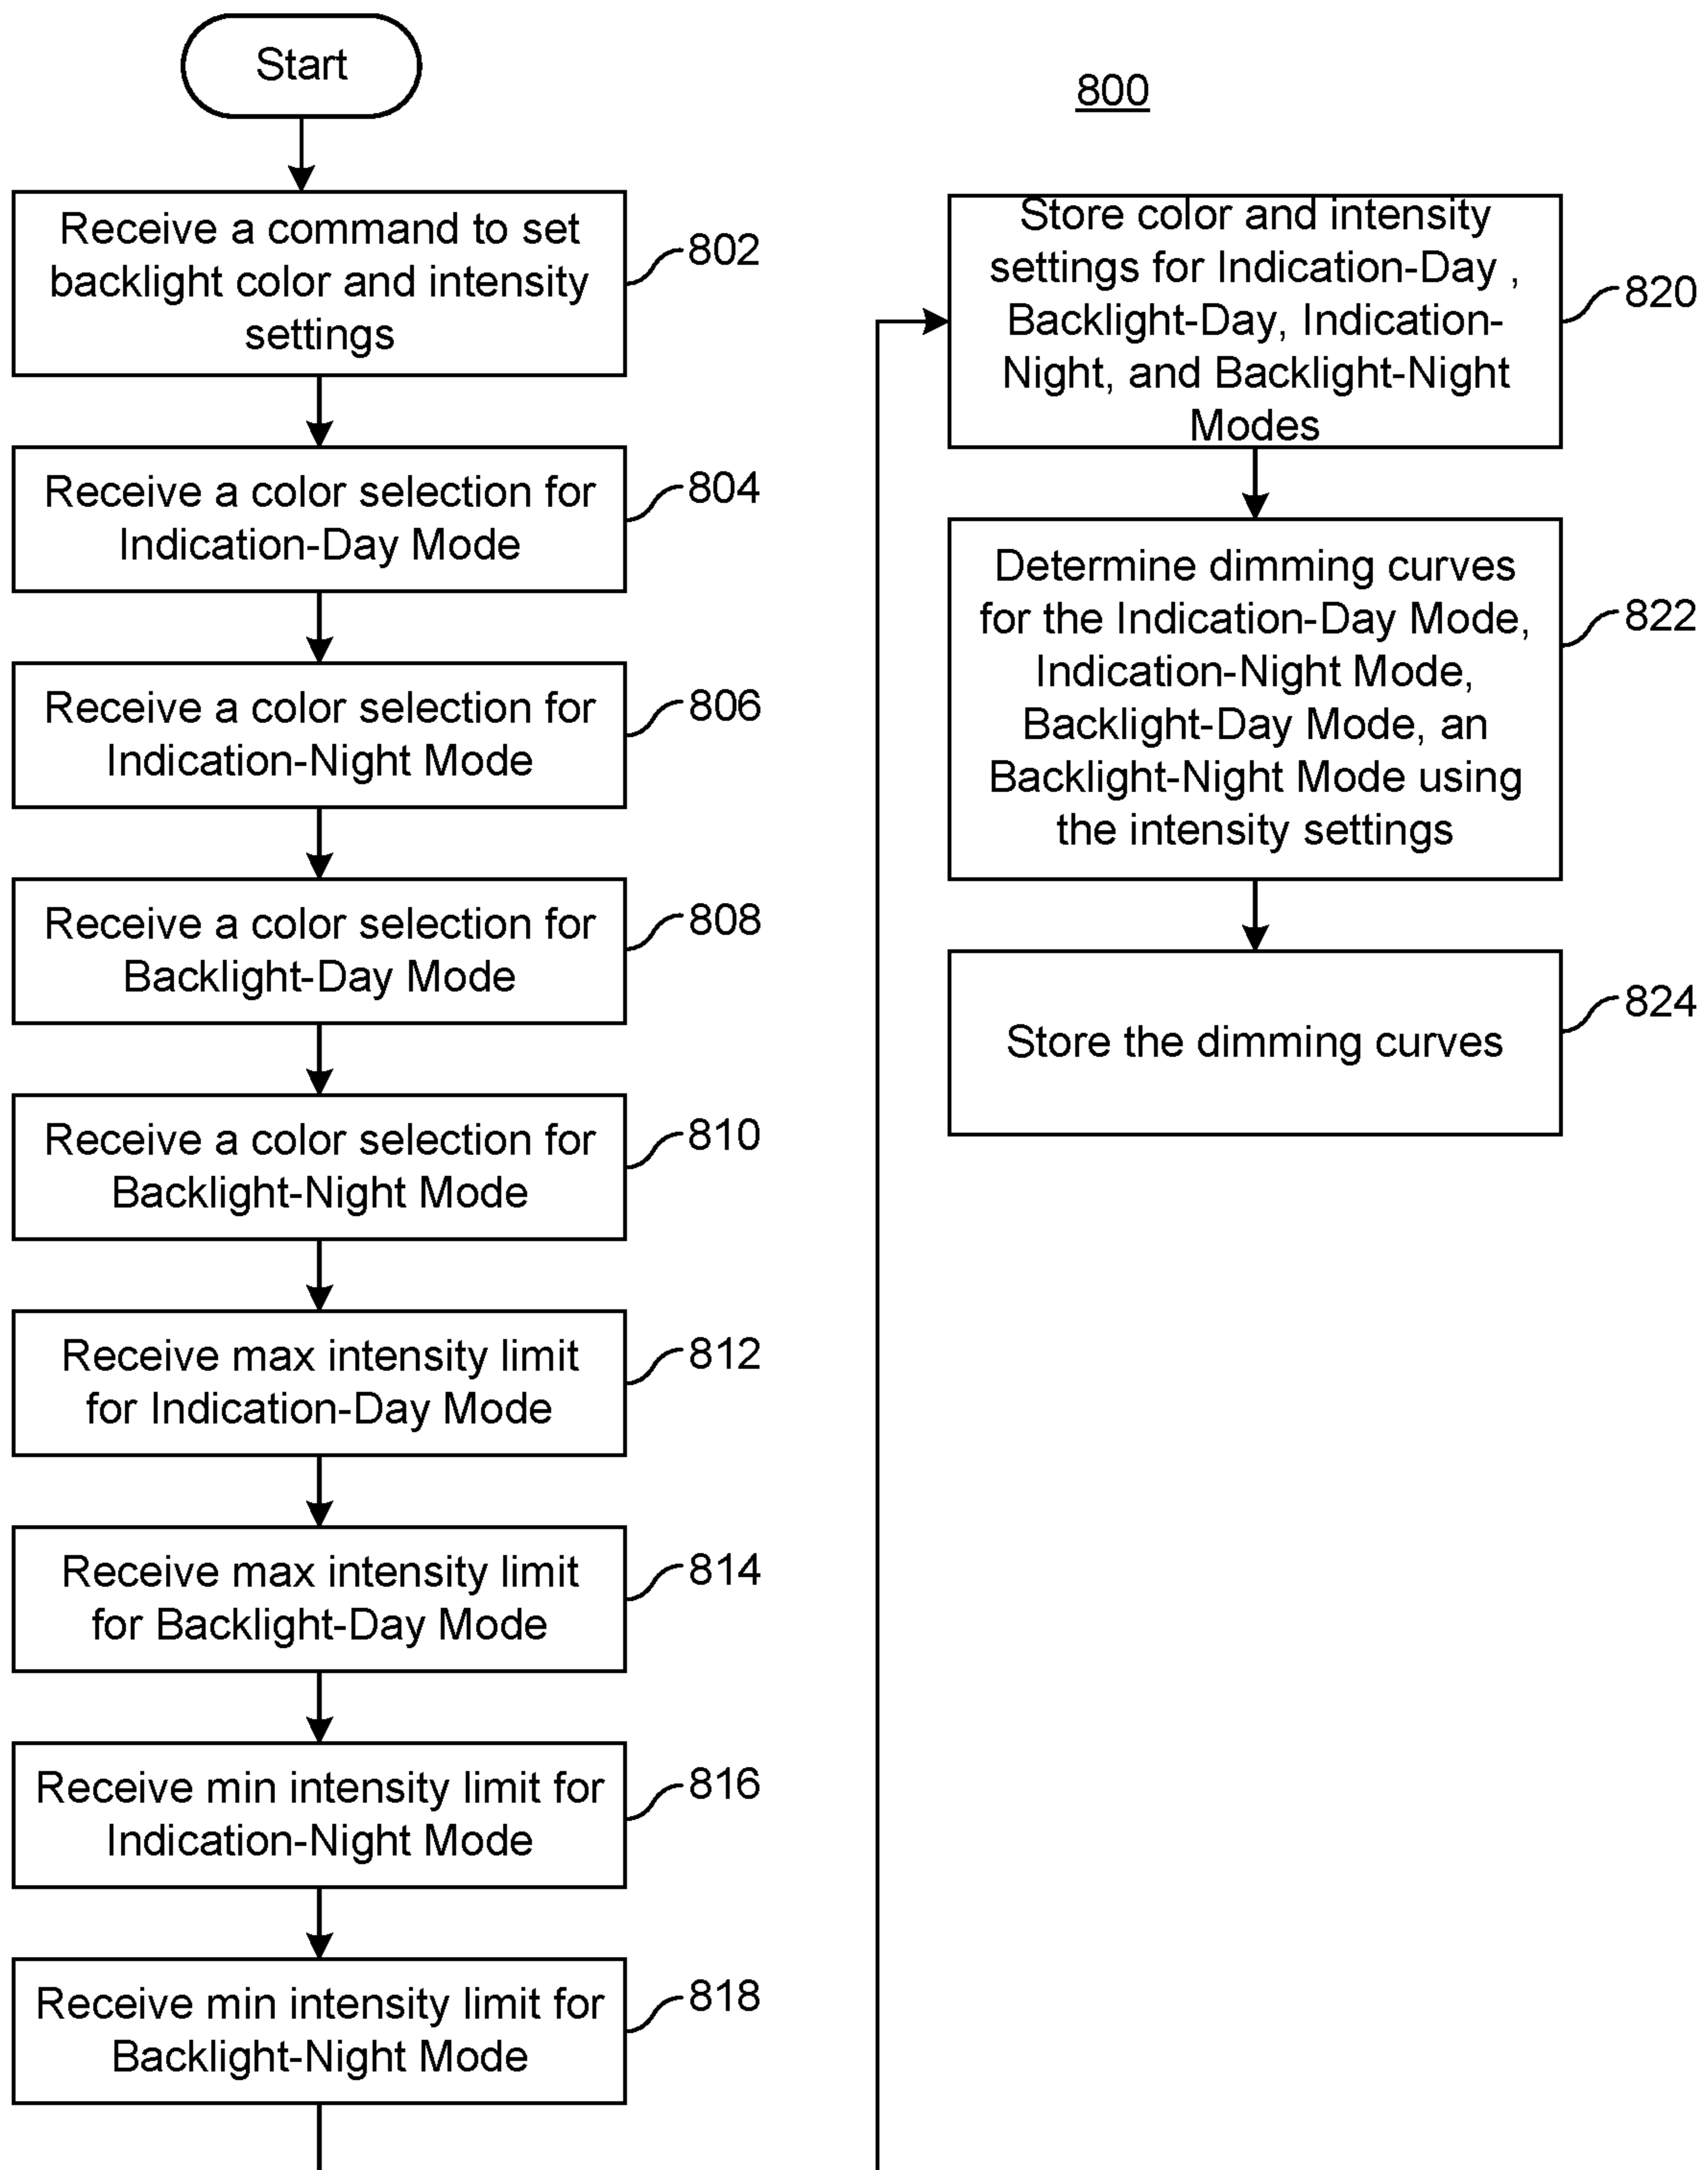 Start
800
Receive a command to set
backlight color and intensity
settings
802
Receive a color selection for
Indication-Day Mode
804
Receive a color selection for
Indication-Night Mode
806
Receive a color selection for
Backlight-Day Mode
808
Receive a color selection for
Backlight-Night Mode
810
Receive max intensity limit
for Indication-Day Mode
812
Receive max intensity limit
for Backlight-Day Mode
814
Receive min intensity limit for
Indication-Night Mode
816
Receive min intensity limit for
Backlight-Night Mode
818
Store color and intensity
settings for Indication-Day ,
Backlight-Day, Indication-
Night, and Backlight-Night
Modes
820
Determine dimming curves
for the Indication-Day Mode,
Indication-Night Mode,
Backlight-Day Mode, an
Backlight-Night Mode using
the intensity settings
822
Store the dimming curves
824